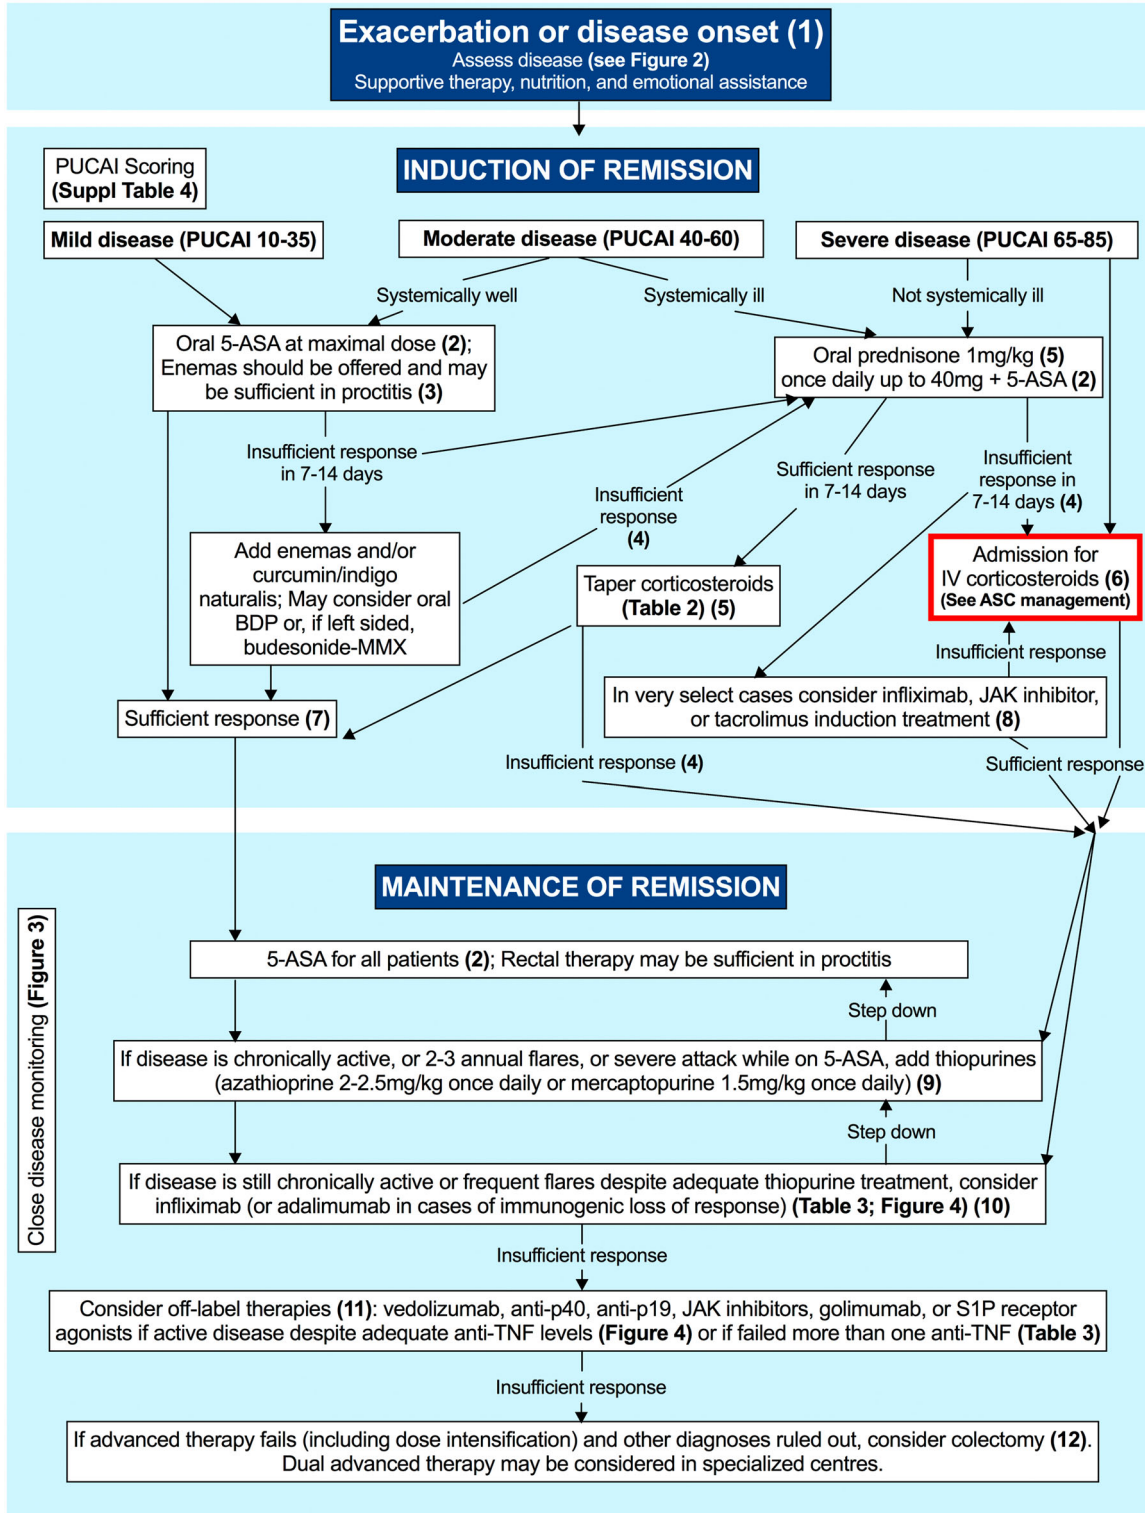 Exacerbation or disease onset (1)
Assess disease (see Figure 2)
Supportive therapy, nutrition, and emotional assistance
INDUCTION OF REMISSION
PUCAI Scoring
(Suppl Table 4)
Mild disease (PUCAI 10-35)
Moderate disease (PUCAI 40-60)
Severe disease (PUCAI 65-85)
Systemically well
Systemically ill
Not systemically ill
Oral 5-ASA at maximal dose (2);
Enemas should be offered and may
be sufficient in proctitis (3)
Oral prednisone 1mg/kg (5)
once daily up to 40mg + 5-ASA (2)
Insufficient response
in 7-14 days
Insufficient
response
(4)
Sufficient response
in 7-14 days
Insufficient
response in
7-14 days (4)
Add enemas and/or
curcumin/indigo
naturalis; May consider oral
BDP or, if left sided,
budesonide-MMX
Taper corticosteroids
(Table 2) (5)
Admission for
IV corticosteroids (6)
(See ASC management)
Insufficient response
In very select cases consider infliximab, JAK inhibitor,
or tacrolimus induction treatment (8)
Sufficient response (7)
Insufficient response (4)
Sufficient response
MAINTENANCE OF REMISSION
Close disease monitoring (Figure 3)
5-ASA for all patients (2); Rectal therapy may be sufficient in proctitis
Step down
If disease is chronically active, or 2-3 annual flares, or severe attack while on 5-ASA, add thiopurines
(azathioprine 2-2.5mg/kg once daily or mercaptopurine 1.5mg/kg once daily) (9)
Step down
If disease is still chronically active or frequent flares despite adequate thiopurine treatment, consider
infliximab (or adalimumab in cases of immunogenic loss of response) (Table 3; Figure 4) (10)
Insufficient response
Consider off-label therapies (11): vedolizumab, anti-p40, anti-p19, JAK inhibitors, golimumab, or S1P receptor
agonists if active disease despite adequate anti-TNF levels (Figure 4) or if failed more than one anti-TNF (Table 3)
Insufficient response
If advanced therapy fails (including dose intensification) and other diagnoses ruled out, consider colectomy (12).
Dual advanced therapy may be considered in specialized centres.